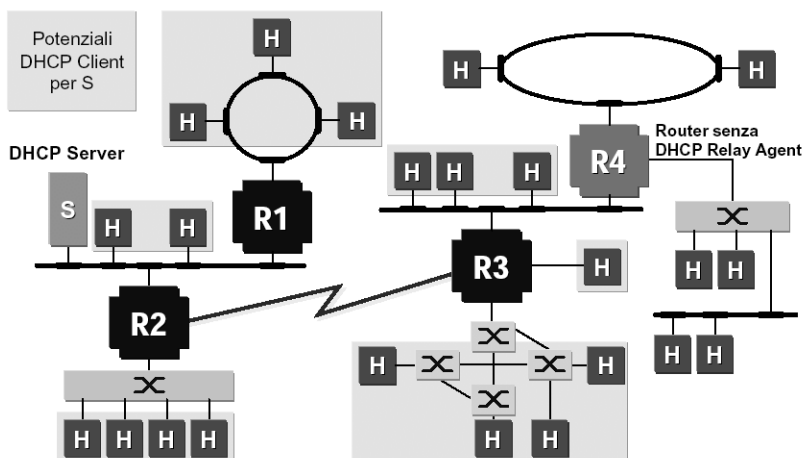 Potenziali
DHCP Client
per S
H
H
H
H
H
Router senza
DHCP Relay Agent
R4
DHCP Server
H
H
H
R1
S
H
H
H
H
R3
H
R2
H
H
H
H
H
H
H
H
H
H
H
H